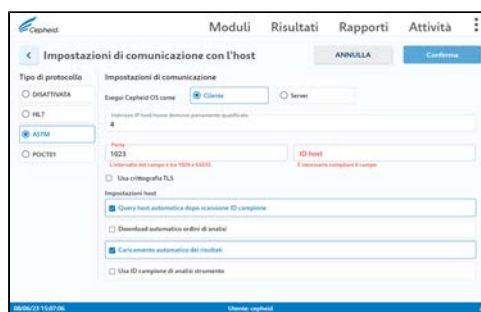 Cepheid.
Moduli Risultati Rapporti Attività
Impostazioni di comunicazione con l'host
ANNULLA Conferma
Tipo di protocollo
Impostazioni di comunicazione
DISATTIVATA
Esegui Cepheid OS come Cliente Server
HL7
Indirizzo IP host/nome dominio pienamente qualificato
4
ASTM
Porta
1023
ID host
POCT01
L'intervallo del campo è tra 1024 e 65535
È necessario compilare il campo
Usa crittografia TLS
Impostazioni host
Query host automatica dopo scansione ID campione
Download automatico ordini di analisi
Caricamento automatico dei risultati
Usa ID campione di analisi strumento
08/06/23 15:07:06 Utente: cepheid